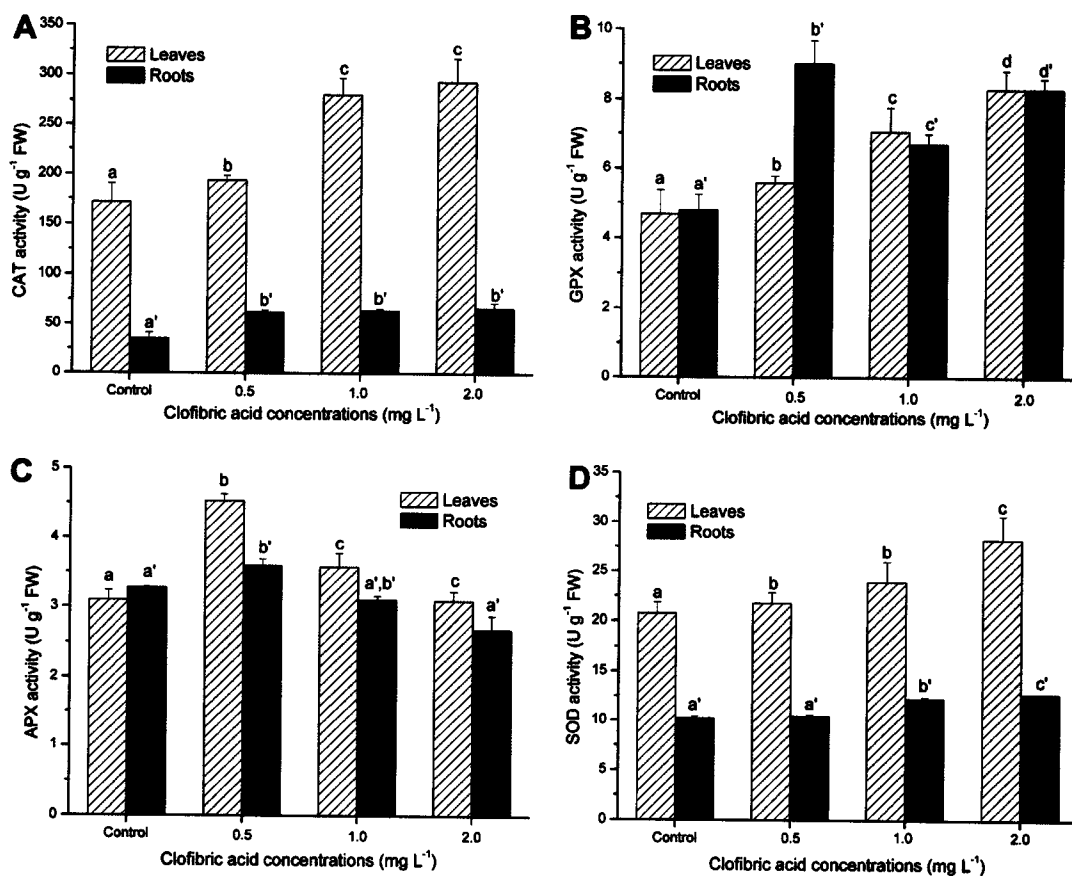 A
CAT activity (U g⁻¹ FW)
350
300
250
200
150
100
50
0
Leaves
Roots
a
a'
b
b'
c
b'
c
b'
Control
0.5
1.0
2.0
Clofibric acid concentrations (mg L⁻¹)
B
GPX activity (U g⁻¹ FW)
10
8
6
4
2
0
Leaves
Roots
a
a'
b
b'
c
c'
d
d'
Control
0.5
1.0
2.0
Clofibric acid concentrations (mg L⁻¹)
C
APX activity (U g⁻¹ FW)
5
4
3
2
1
0
Leaves
Roots
a
a'
b
b'
c
a',b'
c
a'
Control
0.5
1.0
2.0
Clofibric acid concentrations (mg L⁻¹)
D
SOD activity (U g⁻¹ FW)
35
30
25
20
15
10
5
0
Leaves
Roots
a
a'
b
a'
b
b'
c
c'
Control
0.5
1.0
2.0
Clofibric acid concentrations (mg L⁻¹)